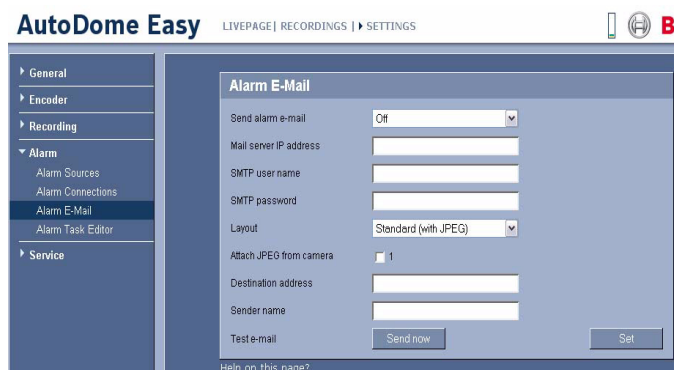 AutoDome Easy LIVEPAGE| RECORDINGS | SETTINGS B
General
Encoder
Recording
Alarm
Alarm Sources
Alarm Connections
Alarm E-Mail
Alarm Task Editor
Service
Alarm E-Mail
Send alarm e-mail Off
Mail server IP address
SMTP user name
SMTP password
Layout Standard (with JPEG)
Attach JPEG from camera 1
Destination address
Sender name
Test e-mail Send now Set
Help on this page?